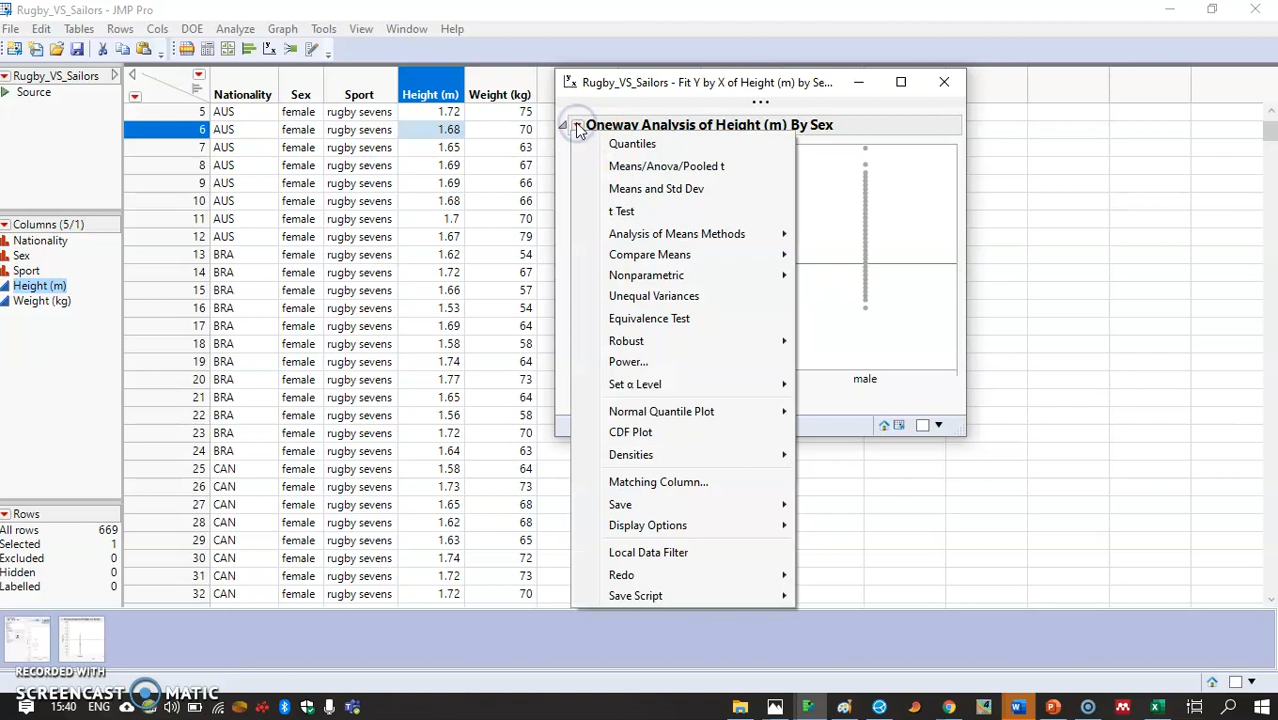 Rugby_VS_Sailors - JMP Pro
File Edit Tables Rows Cols DOE Analyze Graph Tools View Window Help
Rugby_VS_Sailors
Source
Columns (5/1)
Nationality
Sex
Sport
Height (m)
Weight (kg)
Rows
All rows 669
Selected 1
Excluded 0
Hidden 0
Labelled 0
Nationality Sex Sport Height (m) Weight (kg)
5 AUS female rugby sevens 1.72 75
6 AUS female rugby sevens 1.68 70
7 AUS female rugby sevens 1.65 63
8 AUS female rugby sevens 1.69 67
9 AUS female rugby sevens 1.69 66
10 AUS female rugby sevens 1.68 66
11 AUS female rugby sevens 1.7 70
12 AUS female rugby sevens 1.67 79
13 BRA female rugby sevens 1.62 54
14 BRA female rugby sevens 1.72 67
15 BRA female rugby sevens 1.66 57
16 BRA female rugby sevens 1.53 54
17 BRA female rugby sevens 1.69 64
18 BRA female rugby sevens 1.58 58
19 BRA female rugby sevens 1.74 64
20 BRA female rugby sevens 1.77 73
21 BRA female rugby sevens 1.65 64
22 BRA female rugby sevens 1.56 58
23 BRA female rugby sevens 1.72 70
24 BRA female rugby sevens 1.64 63
25 CAN female rugby sevens 1.58 64
26 CAN female rugby sevens 1.73 73
27 CAN female rugby sevens 1.65 68
28 CAN female rugby sevens 1.62 68
29 CAN female rugby sevens 1.63 65
30 CAN female rugby sevens 1.74 72
31 CAN female rugby sevens 1.72 73
32 CAN female rugby sevens 1.72 70
Rugby_VS_Sailors - Fit Y by X of Height (m) by Se...
Oneway Analysis of Height (m) By Sex
Quantiles
Means/Anova/Pooled t
Means and Std Dev
t Test
Analysis of Means Methods
Compare Means
Nonparametric
Unequal Variances
Equivalence Test
Robust
Power...
Set α Level
Normal Quantile Plot
CDF Plot
Densities
Matching Column...
Save
Display Options
Local Data Filter
Redo
Save Script
male
RECORDED WITH
SCREENCAST MATIC
15:40 ENG